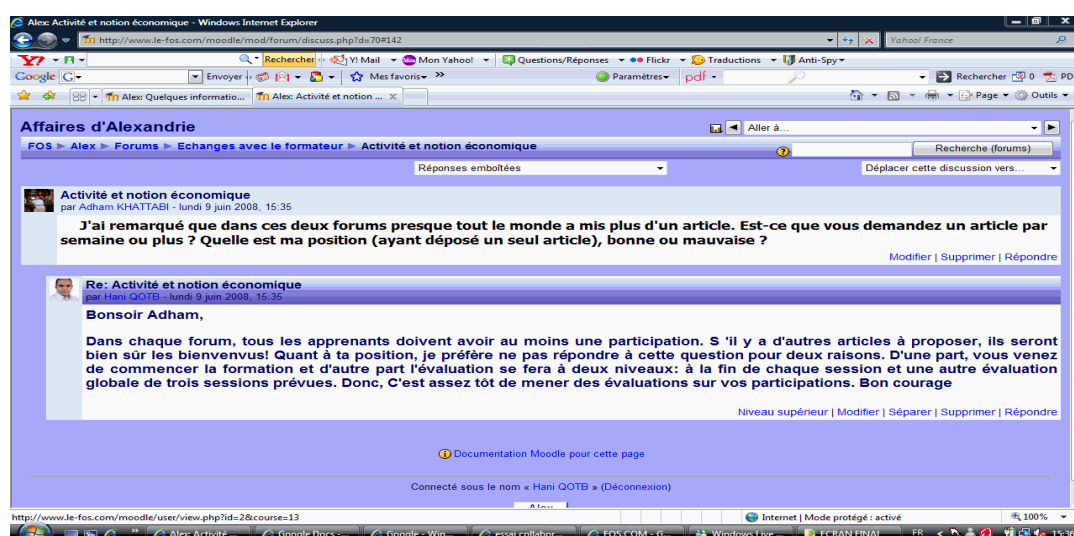 Alex: Activité et notion économique - Windows Internet Explorer
http://www.le-fos.com/moodle/mod/forum/discuss.php?d=70#142 Yahoo! France
Rechercher Y! Mail Mon Yahoo! Questions/Réponses Flickr Traductions Anti-Spy
Google G Envoyer Mes favoris Paramètres pdf Rechercher 0 PD
Alex: Quelques informatio... Alex: Activité et notion ... X Page Outils
Affaires d'Alexandrie Aller à...
FOS ► Alex ► Forums ► Echanges avec le formateur ► Activité et notion économique Recherche (forums)
Réponses emboîtées Déplacer cette discussion vers...
Activité et notion économique
par Adham KHATTABI - lundi 9 juin 2008, 15:35
J'ai remarqué que dans ces deux forums presque tout le monde a mis plus d'un article. Est-ce que vous demandez un article par
semaine ou plus ? Quelle est ma position (ayant déposé un seul article), bonne ou mauvaise ?
Modifier | Supprimer | Répondre
Re: Activité et notion économique
par Hani QOTB - lundi 9 juin 2008, 15:35
Bonsoir Adham,
Dans chaque forum, tous les apprenants doivent avoir au moins une participation. S 'il y a d'autres articles à proposer, ils seront
bien sûr les bienvenvus! Quant à ta position, je préfère ne pas répondre à cette question pour deux raisons. D'une part, vous venez
de commencer la formation et d'autre part l'évaluation se fera à deux niveaux: à la fin de chaque session et une autre évaluation
globale de trois sessions prévues. Donc, C'est assez tôt de mener des évaluations sur vos participations. Bon courage
Niveau supérieur | Modifier | Séparer | Supprimer | Répondre
Documentation Moodle pour cette page
Connecté sous le nom « Hani QOTB » (Déconnexion)
Alex
http://www.le-fos.com/moodle/user/view.php?id=2&course=13 Internet | Mode protégé : activé 100%
Alex: Activité ... Google Docs - ... Google - Win... essai collabor... FOS.COM - G... Windows Live ... ECRAN FINAL FR 15:36